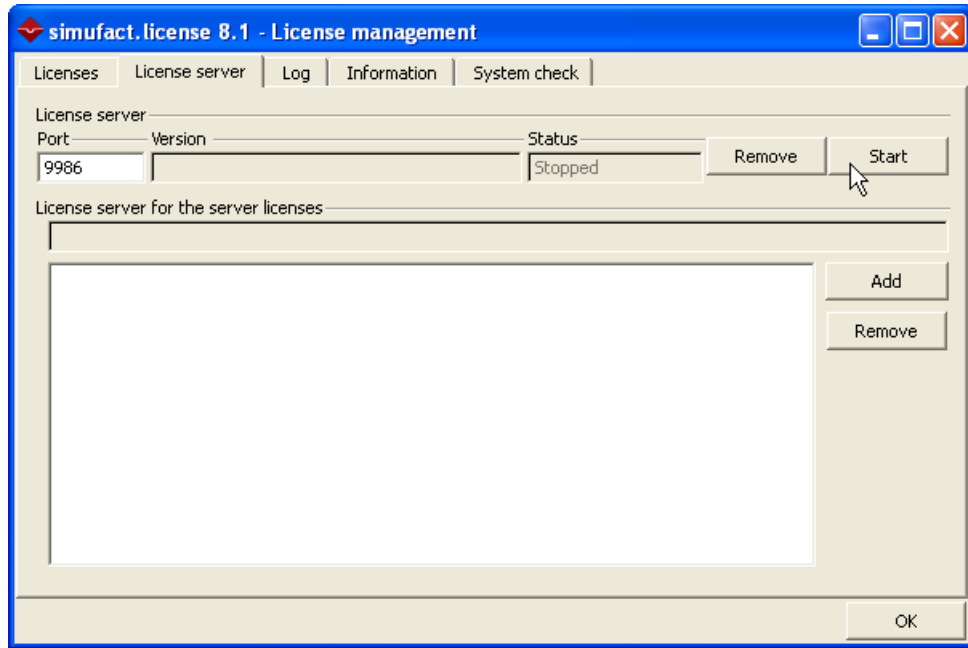 simufact.license 8.1 - License management
Licenses License server Log Information System check
License server
Port Version Status
9986 Stopped Remove Start
License server for the server licenses
Add
Remove
OK